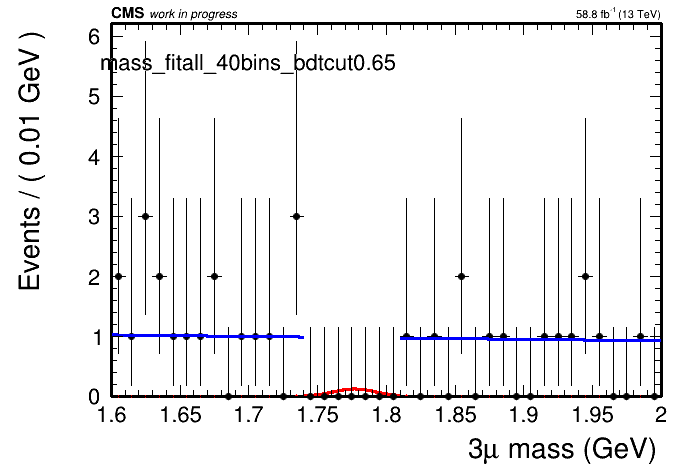 CMS work in progress
58.8 fb⁻¹ (13 TeV)
mass_fitall_40bins_bdtcut0.65
Events / ( 0.01 GeV )
6
5
4
3
2
1
0
1.6 1.65 1.7 1.75 1.8 1.85 1.9 1.95 2
3μ mass (GeV)